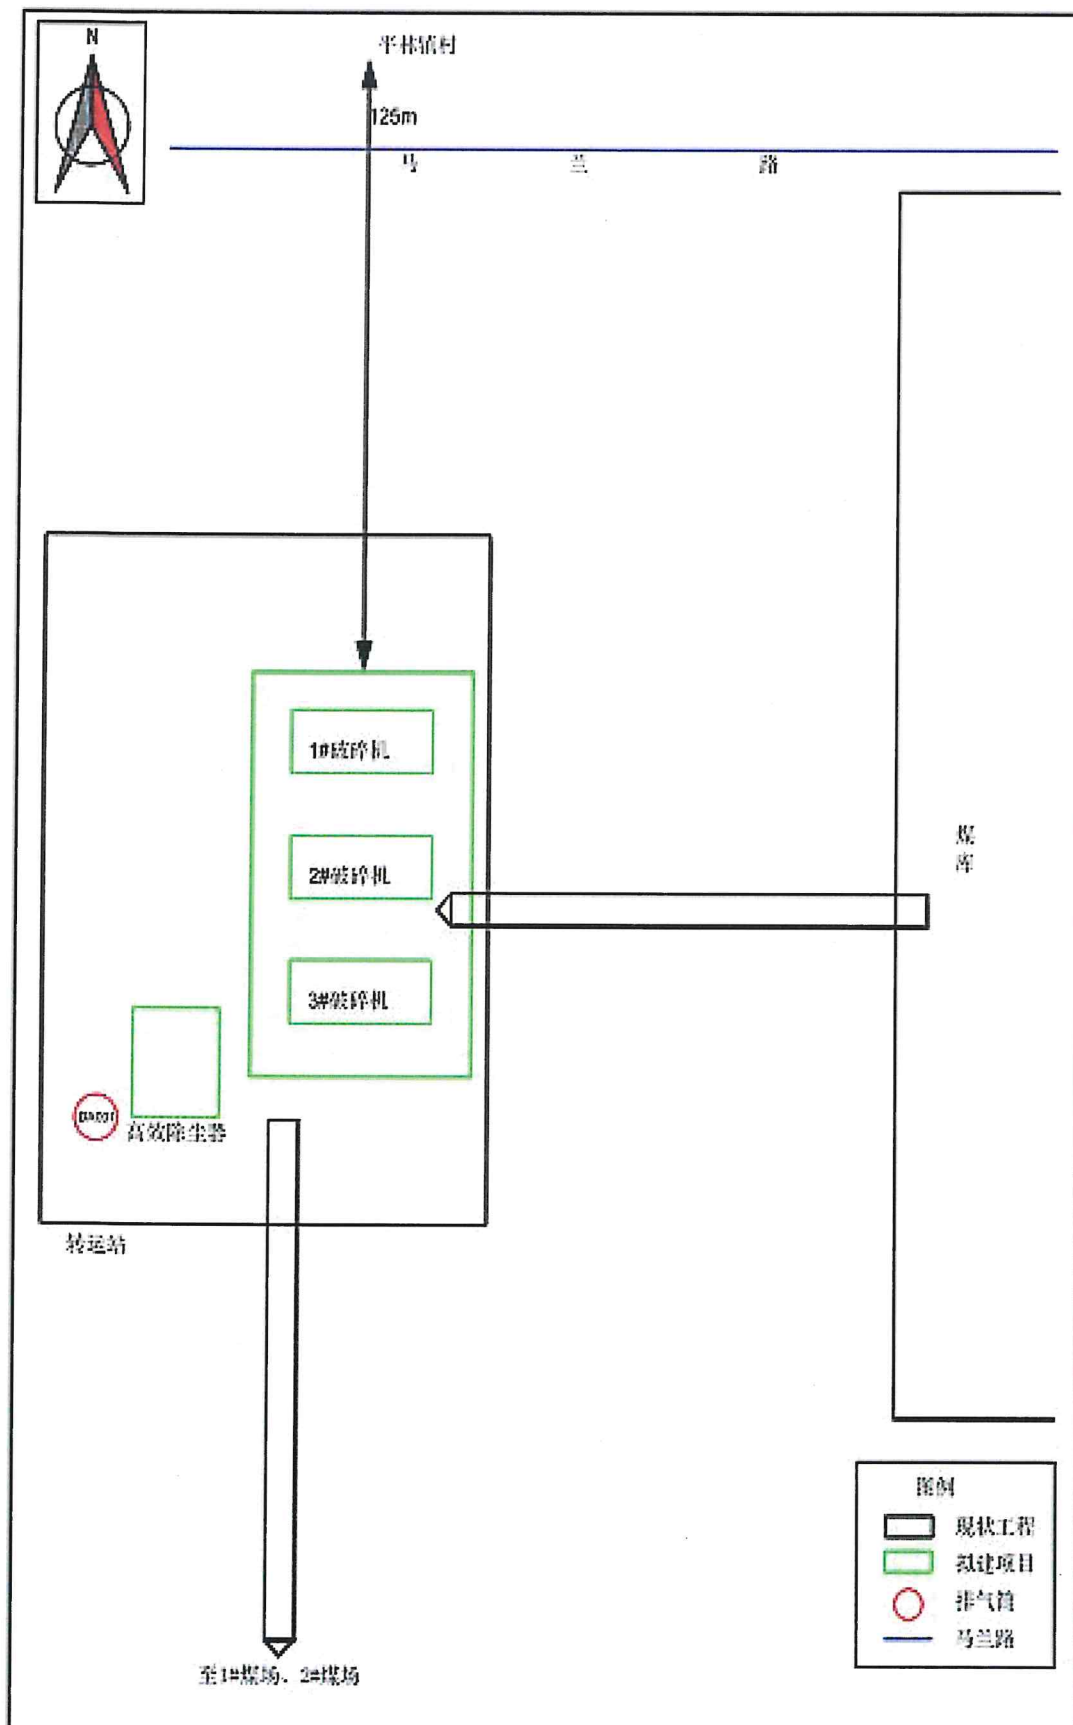 N
平林镇村
125m
马 兰 路
1#破碎机
2#破碎机
煤
库
3#破碎机
高效除尘器
转运站
图例
现状工程
拟建项目
排气筒
马兰路
至1#煤场、2#煤场